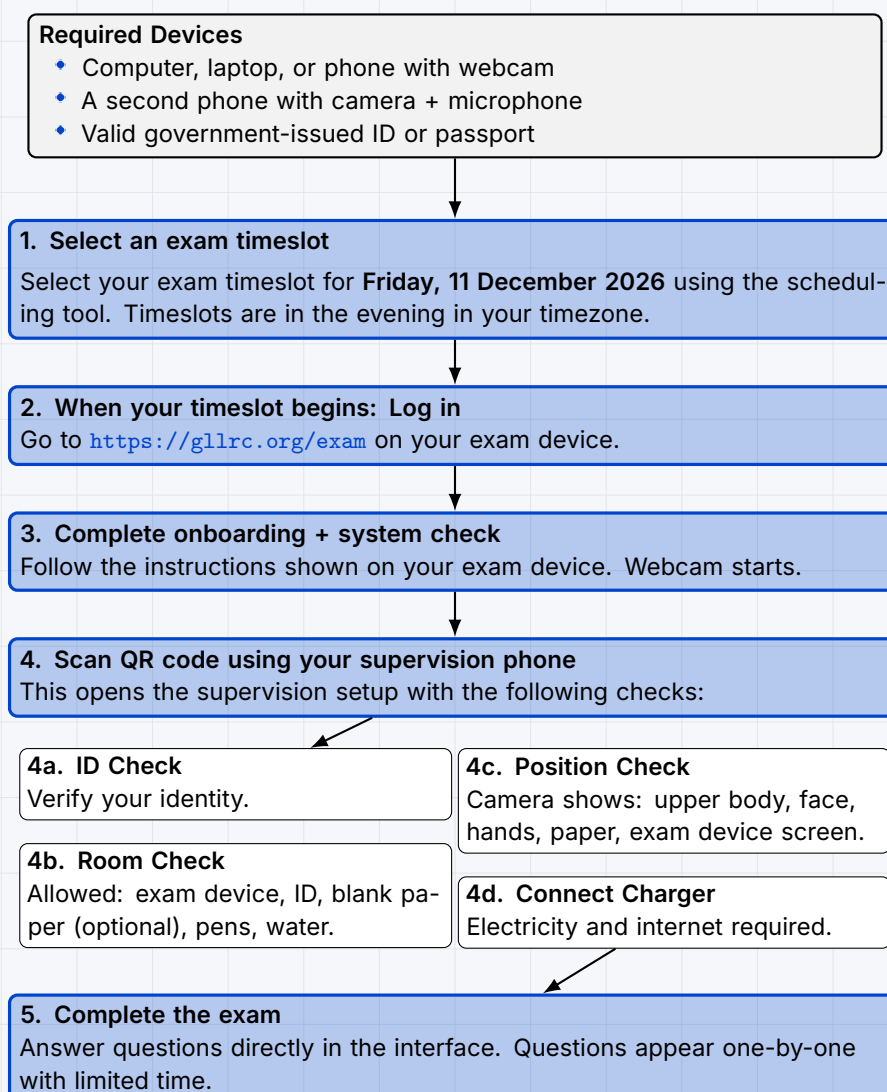 Required Devices
Computer, laptop, or phone with webcam
A second phone with camera + microphone
Valid government-issued ID or passport
1. Select an exam timeslot
Select your exam timeslot for Friday, 11 December 2026 using the schedul-
ing tool. Timeslots are in the evening in your timezone.
2. When your timeslot begins: Log in
Go to https://gllrc.org/exam on your exam device.
3. Complete onboarding + system check
Follow the instructions shown on your exam device. Webcam starts.
4. Scan QR code using your supervision phone
This opens the supervision setup with the following checks:
4a. ID Check
Verify your identity.
4b. Room Check
Allowed: exam device, ID, blank pa-
per (optional), pens, water.
4c. Position Check
Camera shows: upper body, face,
hands, paper, exam device screen.
4d. Connect Charger
Electricity and internet required.
5. Complete the exam
Answer questions directly in the interface. Questions appear one-by-one
with limited time.